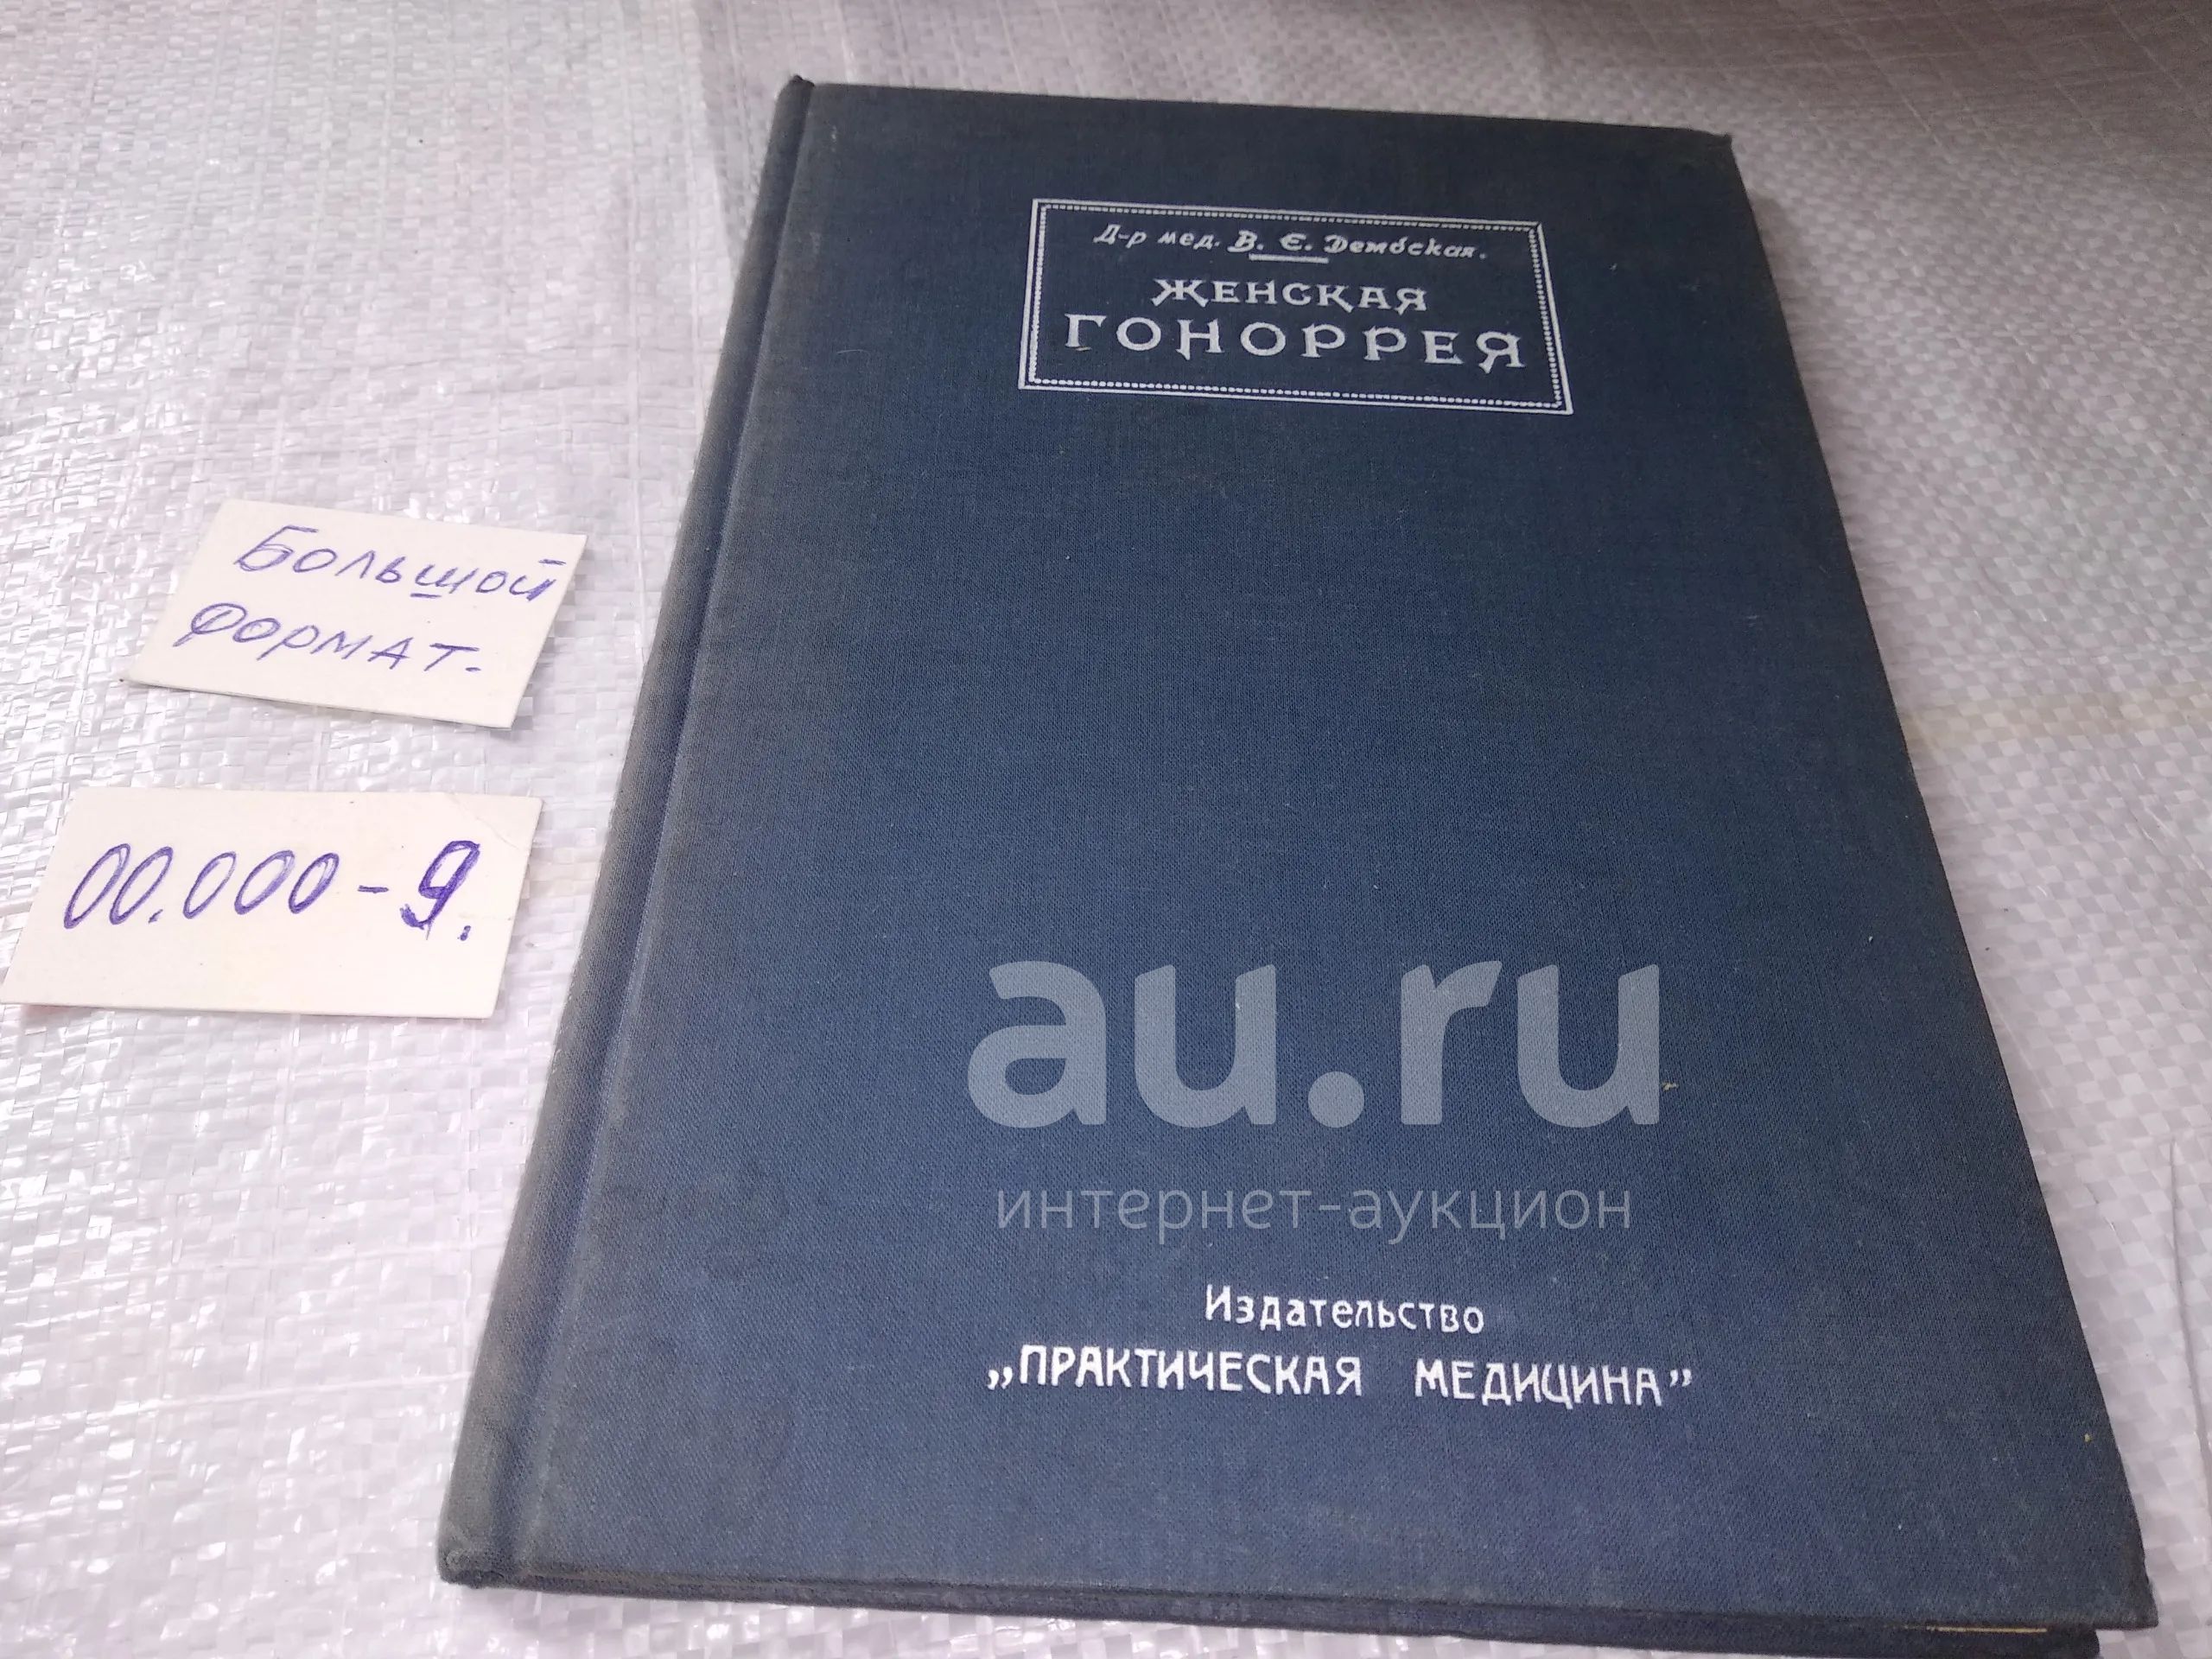 Д-р мед. В. Е. Дембская.
ЖЕНСКАЯ
ГОНОРРЕЯ
Большой
формат.
00.000-9.
au.ru
интернет-аукцион
Издательство
„ПРАКТИЧЕСКАЯ МЕДИЦИНА”